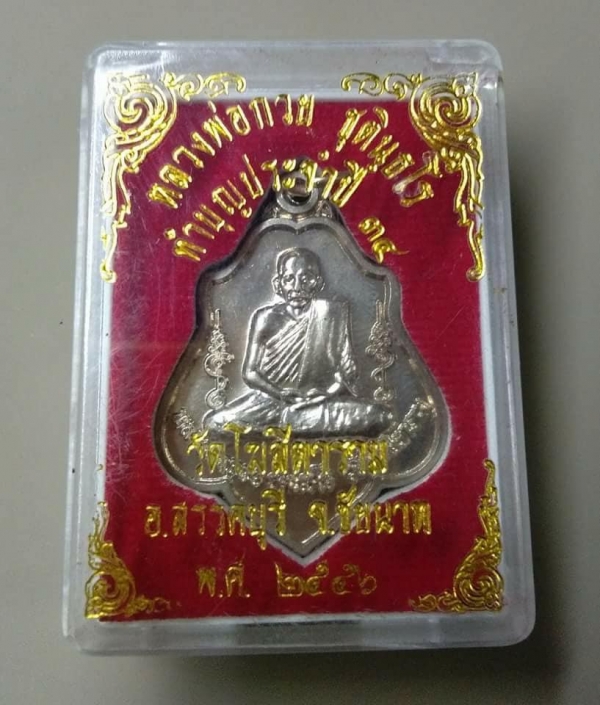 หลวงพ่อกวย ชุตินฺธโร
ทำบุญประจำปี ๓๔
วัดโฆสิตาราม
อ.สรรคบุรี จ.ชัยนาท
พ.ศ. ๒๕๕๖